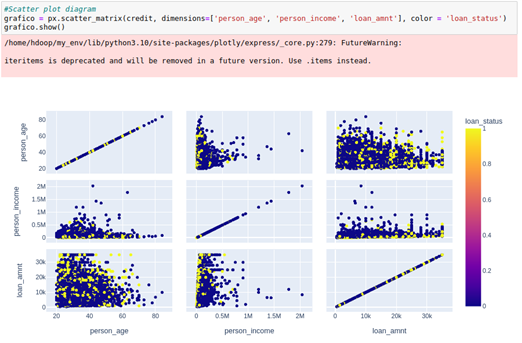 #Scatter plot diagram
grafico = px.scatter_matrix(credit, dimensions=['person_age', 'person_income', 'loan_amnt'], color = 'loan_status')
grafico.show()
/home/hdoop/my_env/lib/python3.10/site-packages/plotly/express/_core.py:279: FutureWarning:
iteritems is deprecated and will be removed in a future version. Use .items instead.
loan_status
person_age
80
60
40
20
1
0.8
person_income
2M
1.5M
1M
0.5M
0
0.6
0.4
loan_amnt
30k
20k
10k
0
0.2
0
20
40
60
80
0
0.5M
1M
1.5M
2M
0
10k
20k
30k
person_age
person_income
loan_amnt